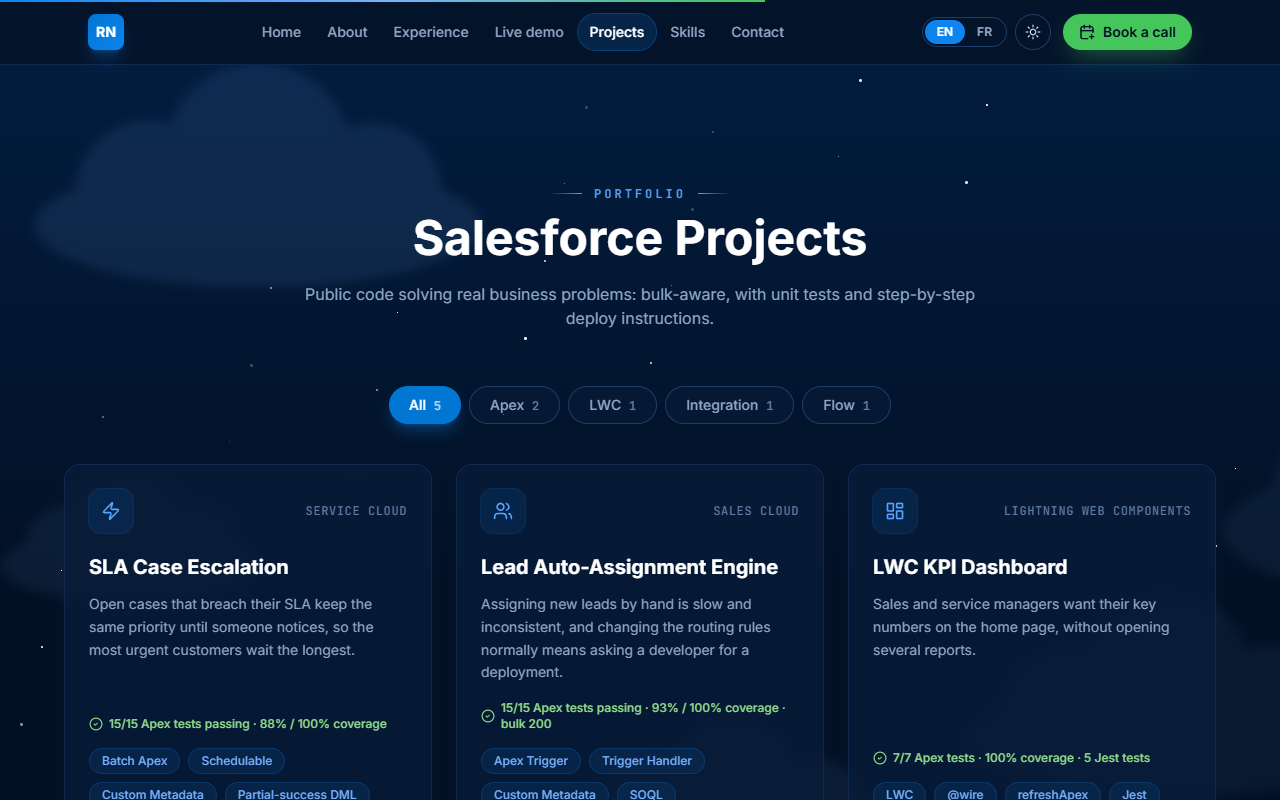 RN
Home About Experience Live demo Projects Skills Contact
EN FR
Book a call
PORTFOLIO
Salesforce Projects
Public code solving real business problems: bulk-aware, with unit tests and step-by-step
deploy instructions.
All 5 Apex 2 LWC 1 Integration 1 Flow 1
SERVICE CLOUD
SLA Case Escalation
Open cases that breach their SLA keep the
same priority until someone notices, so the
most urgent customers wait the longest.
15/15 Apex tests passing · 88% / 100% coverage
Batch Apex Schedulable
Custom Metadata Partial-success DML
SALES CLOUD
Lead Auto-Assignment Engine
Assigning new leads by hand is slow and
inconsistent, and changing the routing rules
normally means asking a developer for a
deployment.
15/15 Apex tests passing · 93% / 100% coverage ·
bulk 200
Apex Trigger Trigger Handler
Custom Metadata SOQL
LIGHTNING WEB COMPONENTS
LWC KPI Dashboard
Sales and service managers want their key
numbers on the home page, without opening
several reports.
7/7 Apex tests · 100% coverage · 5 Jest tests
LWC @wire refreshApex Jest